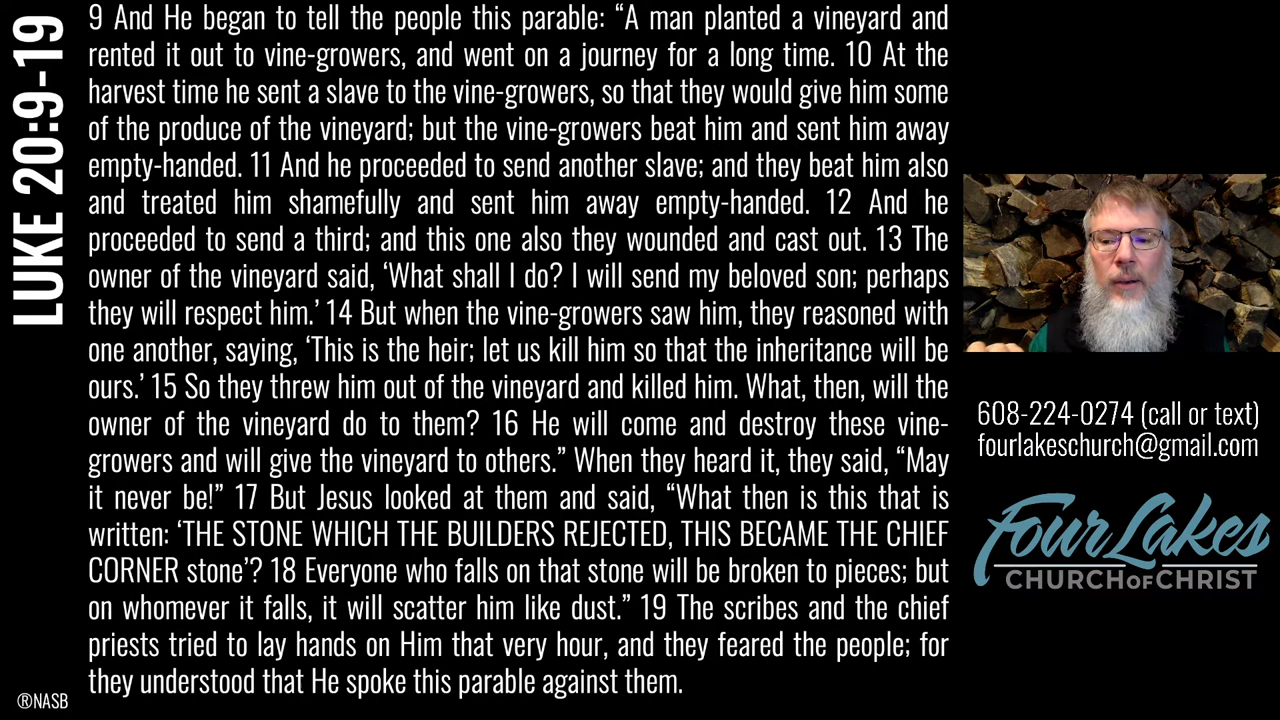 LUKE 20:9-19
9 And He began to tell the people this parable: “A man planted a vineyard and
rented it out to vine-growers, and went on a journey for a long time. 10 At the
harvest time he sent a slave to the vine-growers, so that they would give him some
of the produce of the vineyard; but the vine-growers beat him and sent him away
empty-handed. 11 And he proceeded to send another slave; and they beat him also
and treated him shamefully and sent him away empty-handed. 12 And he
proceeded to send a third; and this one also they wounded and cast out. 13 The
owner of the vineyard said, ‘What shall I do? I will send my beloved son; perhaps
they will respect him.’ 14 But when the vine-growers saw him, they reasoned with
one another, saying, ‘This is the heir; let us kill him so that the inheritance will be
ours.’ 15 So they threw him out of the vineyard and killed him. What, then, will the
owner of the vineyard do to them? 16 He will come and destroy these vine-
growers and will give the vineyard to others.” When they heard it, they said, “May
it never be!” 17 But Jesus looked at them and said, “What then is this that is
written: ‘THE STONE WHICH THE BUILDERS REJECTED, THIS BECAME THE CHIEF
CORNER stone’? 18 Everyone who falls on that stone will be broken to pieces; but
on whomever it falls, it will scatter him like dust.” 19 The scribes and the chief
priests tried to lay hands on Him that very hour, and they feared the people; for
they understood that He spoke this parable against them.
®NASB
608-224-0274 (call or text)
fourlakeschurch@gmail.com
Four Lakes
CHURCH OF CHRIST